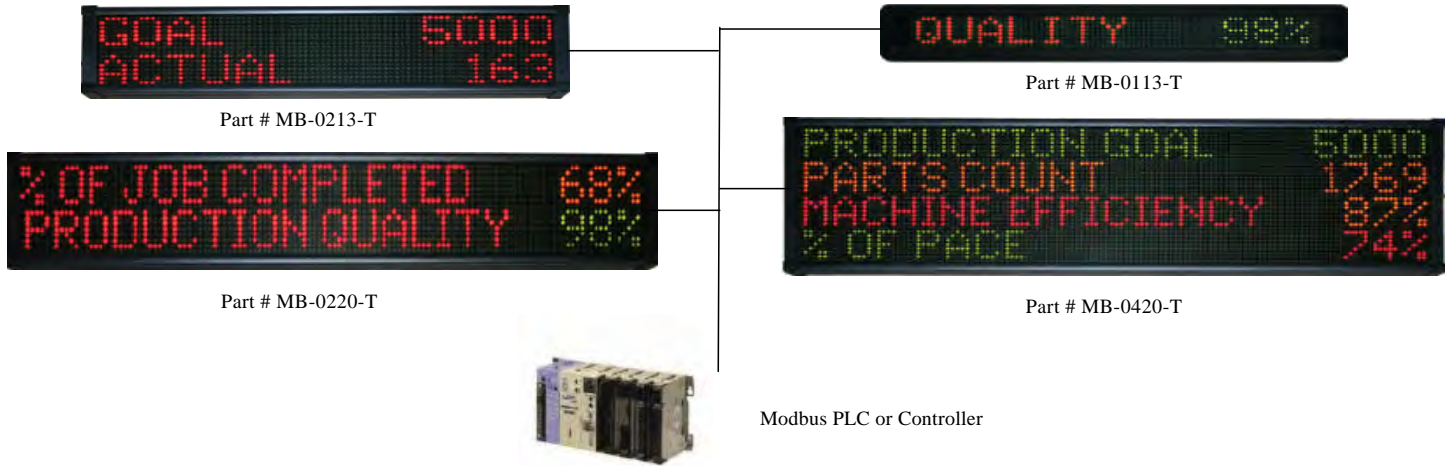 GOAL 5000
ACTUAL 163
Part # MB-0213-T
QUALITY 98%
Part # MB-0113-T
% OF JOB COMPLETED 68%
PRODUCTION QUALITY 98%
Part # MB-0220-T
PRODUCTION GOAL 5000
PARTS COUNT 1769
MACHINE EFFICIENCY 87%
% OF PACE 74%
Part # MB-0420-T
Modbus PLC or Controller